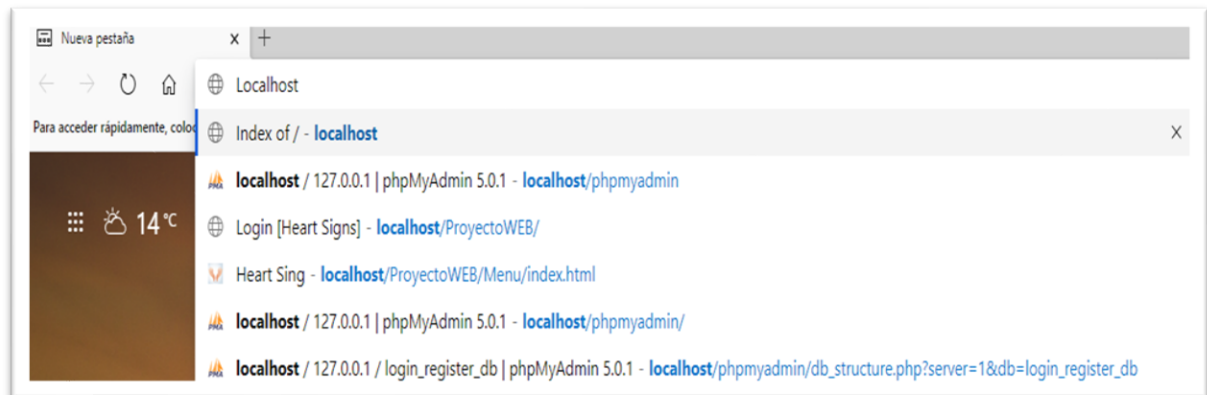 Nueva pestaña
Localhost
Para acceder rápidamente, coloc
Index of / - localhost
localhost / 127.0.0.1 | phpMyAdmin 5.0.1 - localhost/phpmyadmin
14 °C
Login [Heart Signs] - localhost/ProyectoWEB/
Heart Sing - localhost/ProyectoWEB/Menu/index.html
localhost / 127.0.0.1 | phpMyAdmin 5.0.1 - localhost/phpmyadmin/
localhost / 127.0.0.1 / login_register_db | phpMyAdmin 5.0.1 - localhost/phpmyadmin/db_structure.php?server=1&db=login_register_db